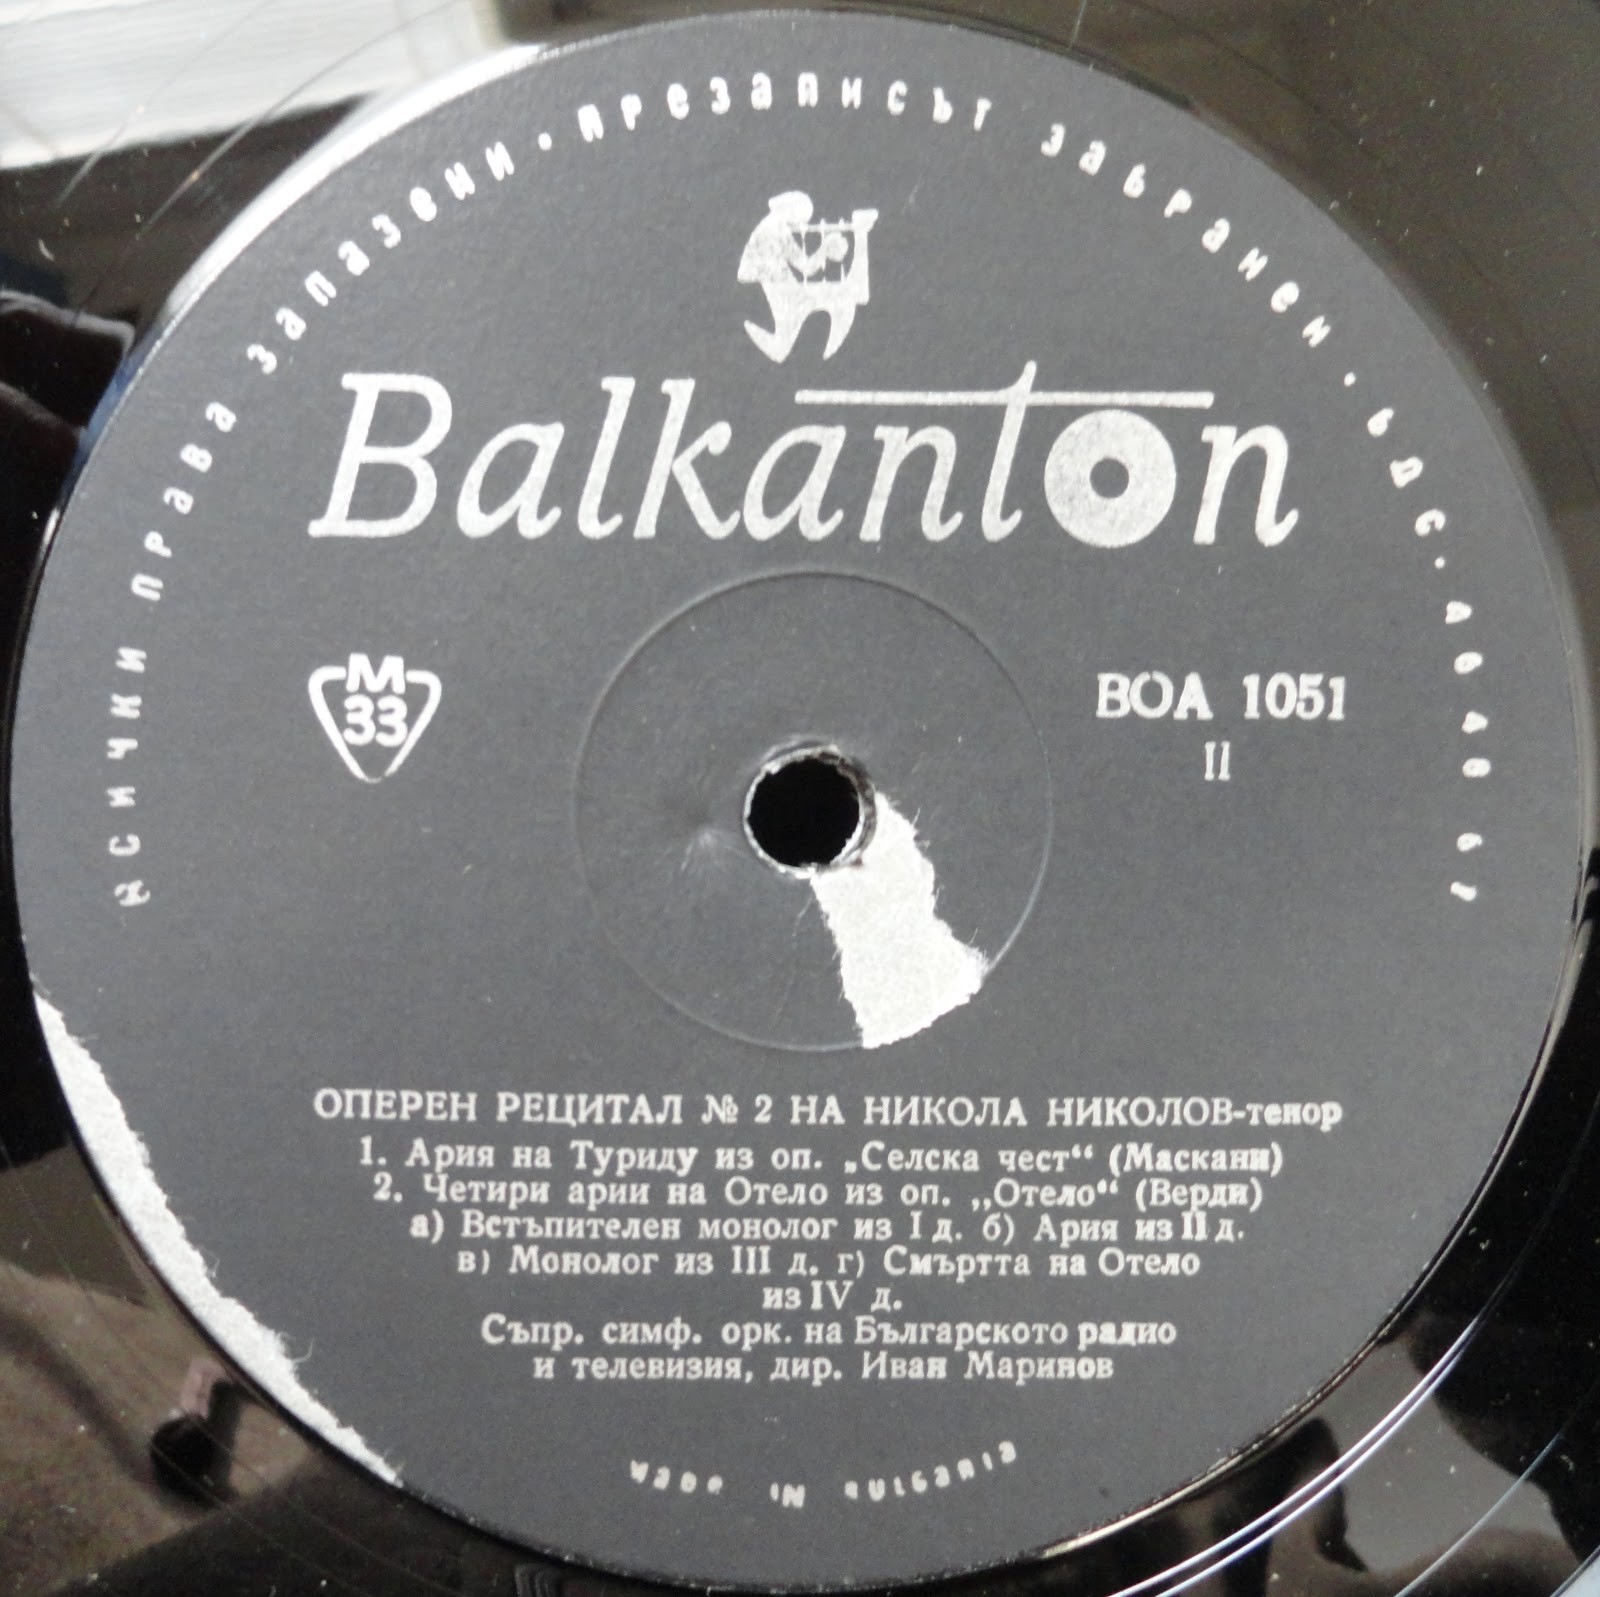 всички права запазени • презаписът забранен • БДС •
Balkanton
М
33
ВОА 1051
II
ОПЕРЕН РЕЦИТАЛ № 2 НА НИКОЛА НИКОЛОВ-тенор
1. Ария на Туриду из оп. „Селска чест“ (Маскани)
2. Четири арии на Отело из оп. „Отело“ (Верди)
а) Встъпителен монолог из I д. б) Ария из II д.
в) Монолог из III д. г) Смъртта на Отело
из IV д.
Съпр. симф. орк. на Българското радио
и телевизия, дир. Иван Маринов
MADE IN BULGARIA